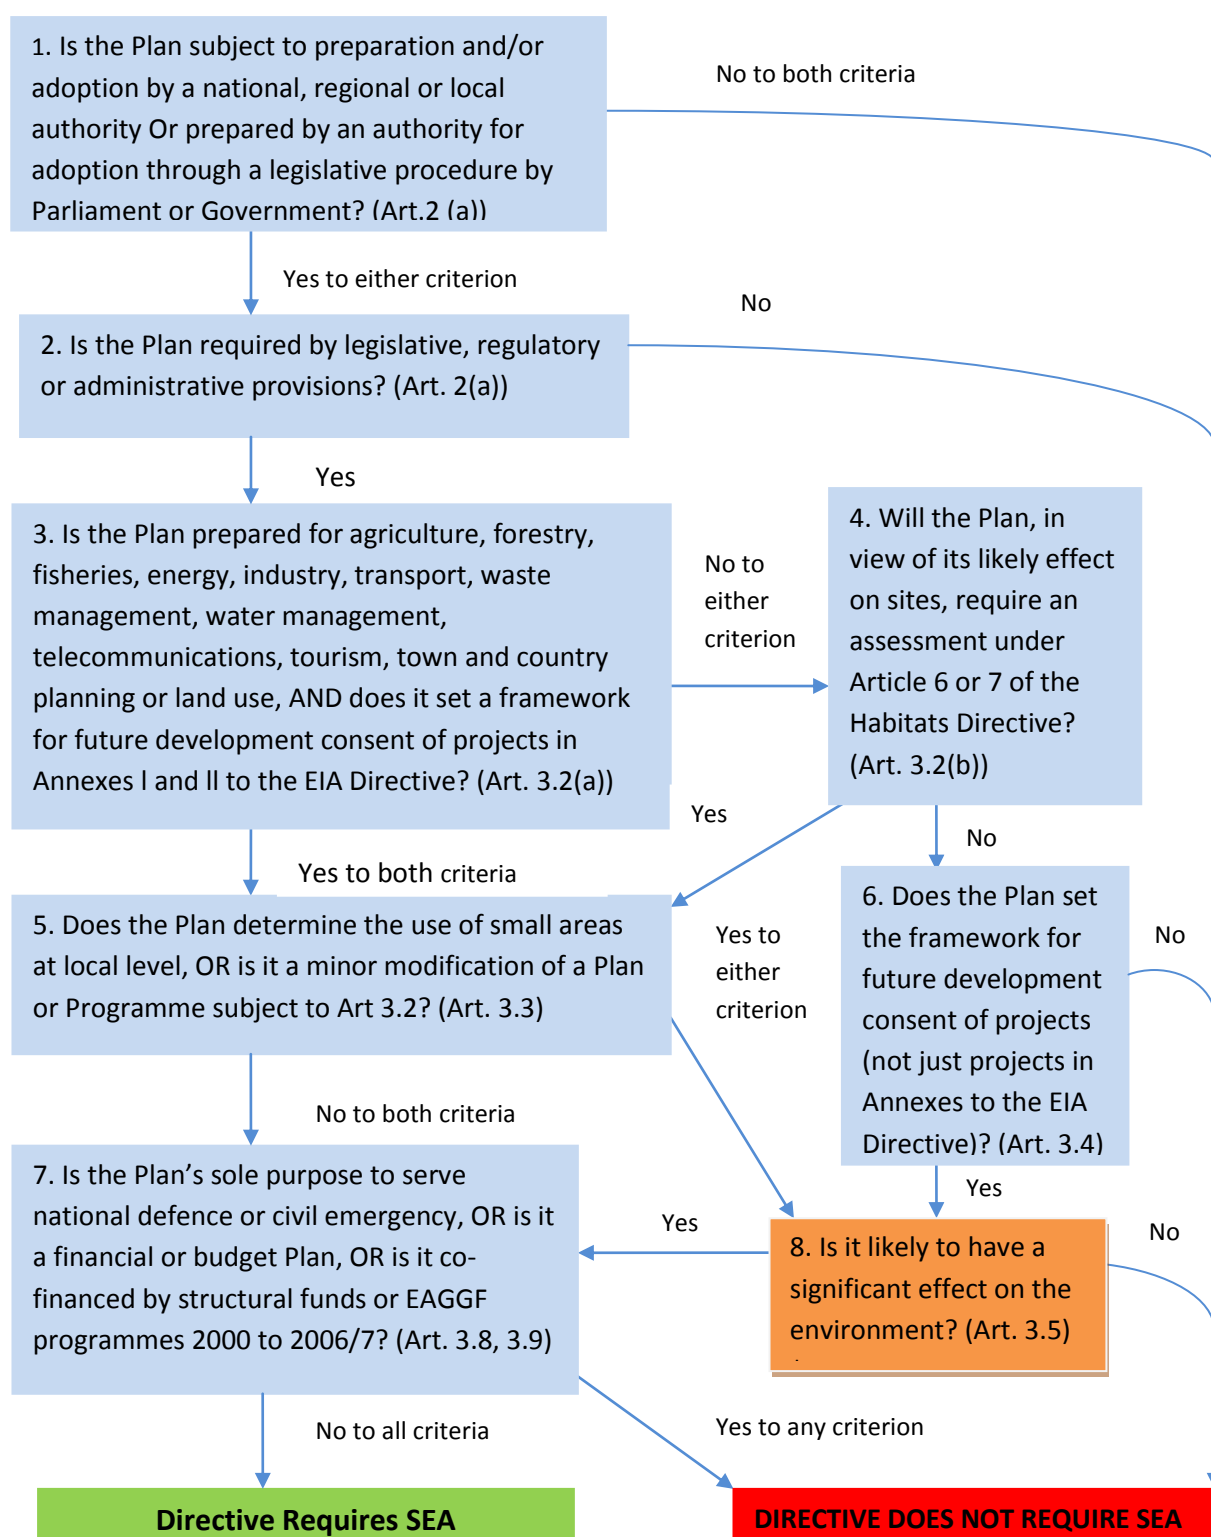 1. Is the Plan subject to preparation and/or
adoption by a national, regional or local
authority Or prepared by an authority for
adoption through a legislative procedure by
Parliament or Government? (Art.2 (a))
No to both criteria
Yes to either criterion
No
2. Is the Plan required by legislative, regulatory
or administrative provisions? (Art. 2(a))
Yes
3. Is the Plan prepared for agriculture, forestry,
fisheries, energy, industry, transport, waste
management, water management,
telecommunications, tourism, town and country
planning or land use, AND does it set a framework
for future development consent of projects in
Annexes l and ll to the EIA Directive? (Art. 3.2(a))
No to
either
criterion
4. Will the Plan, in
view of its likely effect
on sites, require an
assessment under
Article 6 or 7 of the
Habitats Directive?
(Art. 3.2(b))
Yes
No
Yes to both criteria
5. Does the Plan determine the use of small areas
at local level, OR is it a minor modification of a Plan
or Programme subject to Art 3.2? (Art. 3.3)
Yes to
either
criterion
6. Does the Plan set
the framework for
future development
consent of projects
(not just projects in
Annexes to the EIA
Directive)? (Art. 3.4)
No
No to both criteria
Yes
7. Is the Plan’s sole purpose to serve
national defence or civil emergency, OR is it
a financial or budget Plan, OR is it co-
financed by structural funds or EAGGF
programmes 2000 to 2006/7? (Art. 3.8, 3.9)
Yes
8. Is it likely to have a
significant effect on the
environment? (Art. 3.5)
No
No to all criteria
Yes to any criterion
Directive Requires SEA
DIRECTIVE DOES NOT REQUIRE SEA